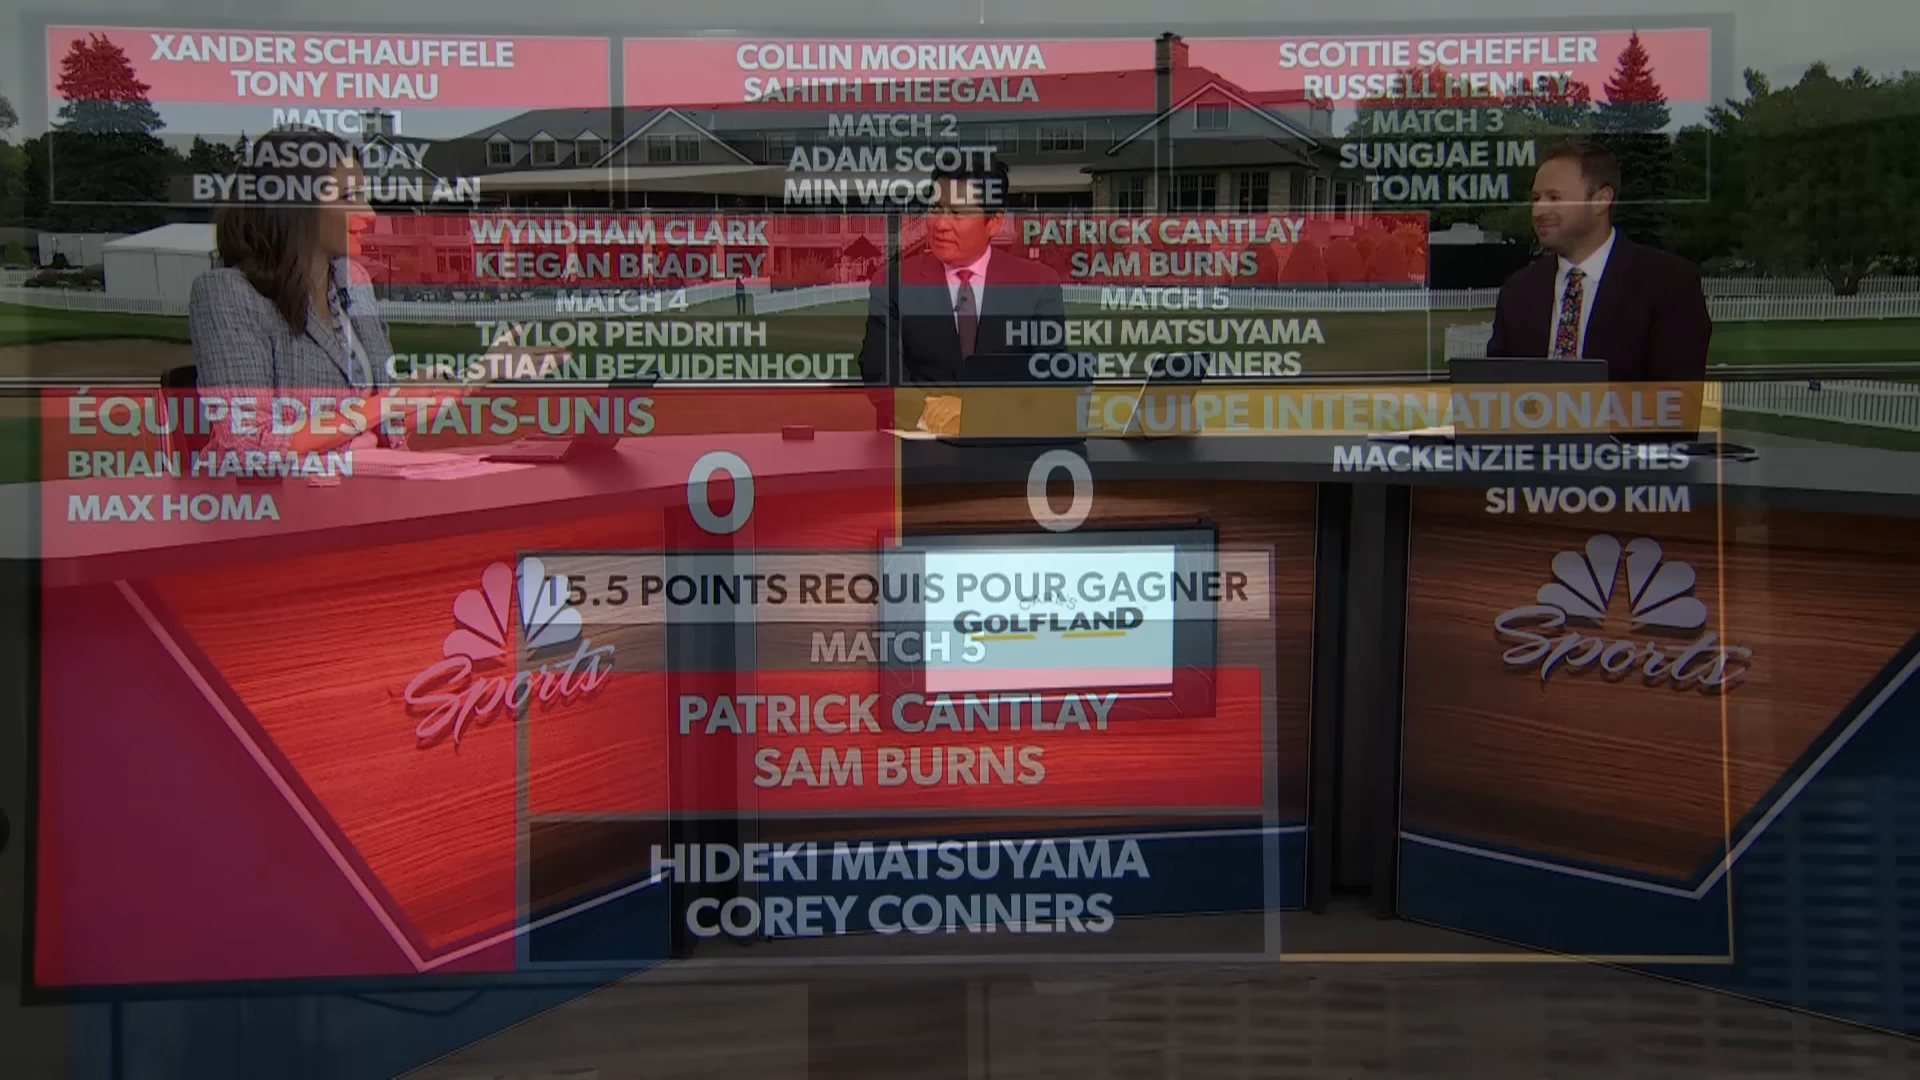 XANDER SCHAUFFELE
TONY FINAU
MATCH 1
JASON DAY
BYEONG HUN AN
COLLIN MORIKAWA
SAHITH THEEGALA
MATCH 2
ADAM SCOTT
MIN WOO LEE
SCOTTIE SCHEFFLER
RUSSELL HENLEY
MATCH 3
SUNGJAE IM
TOM KIM
WYNDHAM CLARK
KEEGAN BRADLEY
MATCH 4
TAYLOR PENDRITH
CHRISTIAAN BEZUIDENHOUT
PATRICK CANTLAY
SAM BURNS
MATCH 5
HIDEKI MATSUYAMA
COREY CONNERS
ÉQUIPE DES ÉTATS-UNIS
BRIAN HARMAN
MAX HOMA
0
ÉQUIPE INTERNATIONALE
MACKENZIE HUGHES
SI WOO KIM
0
15.5 POINTS REQUIS POUR GAGNER
CARL'S
GOLFLAND
MATCH 5
PATRICK CANTLAY
SAM BURNS
HIDEKI MATSUYAMA
COREY CONNERS
Sports
Sports